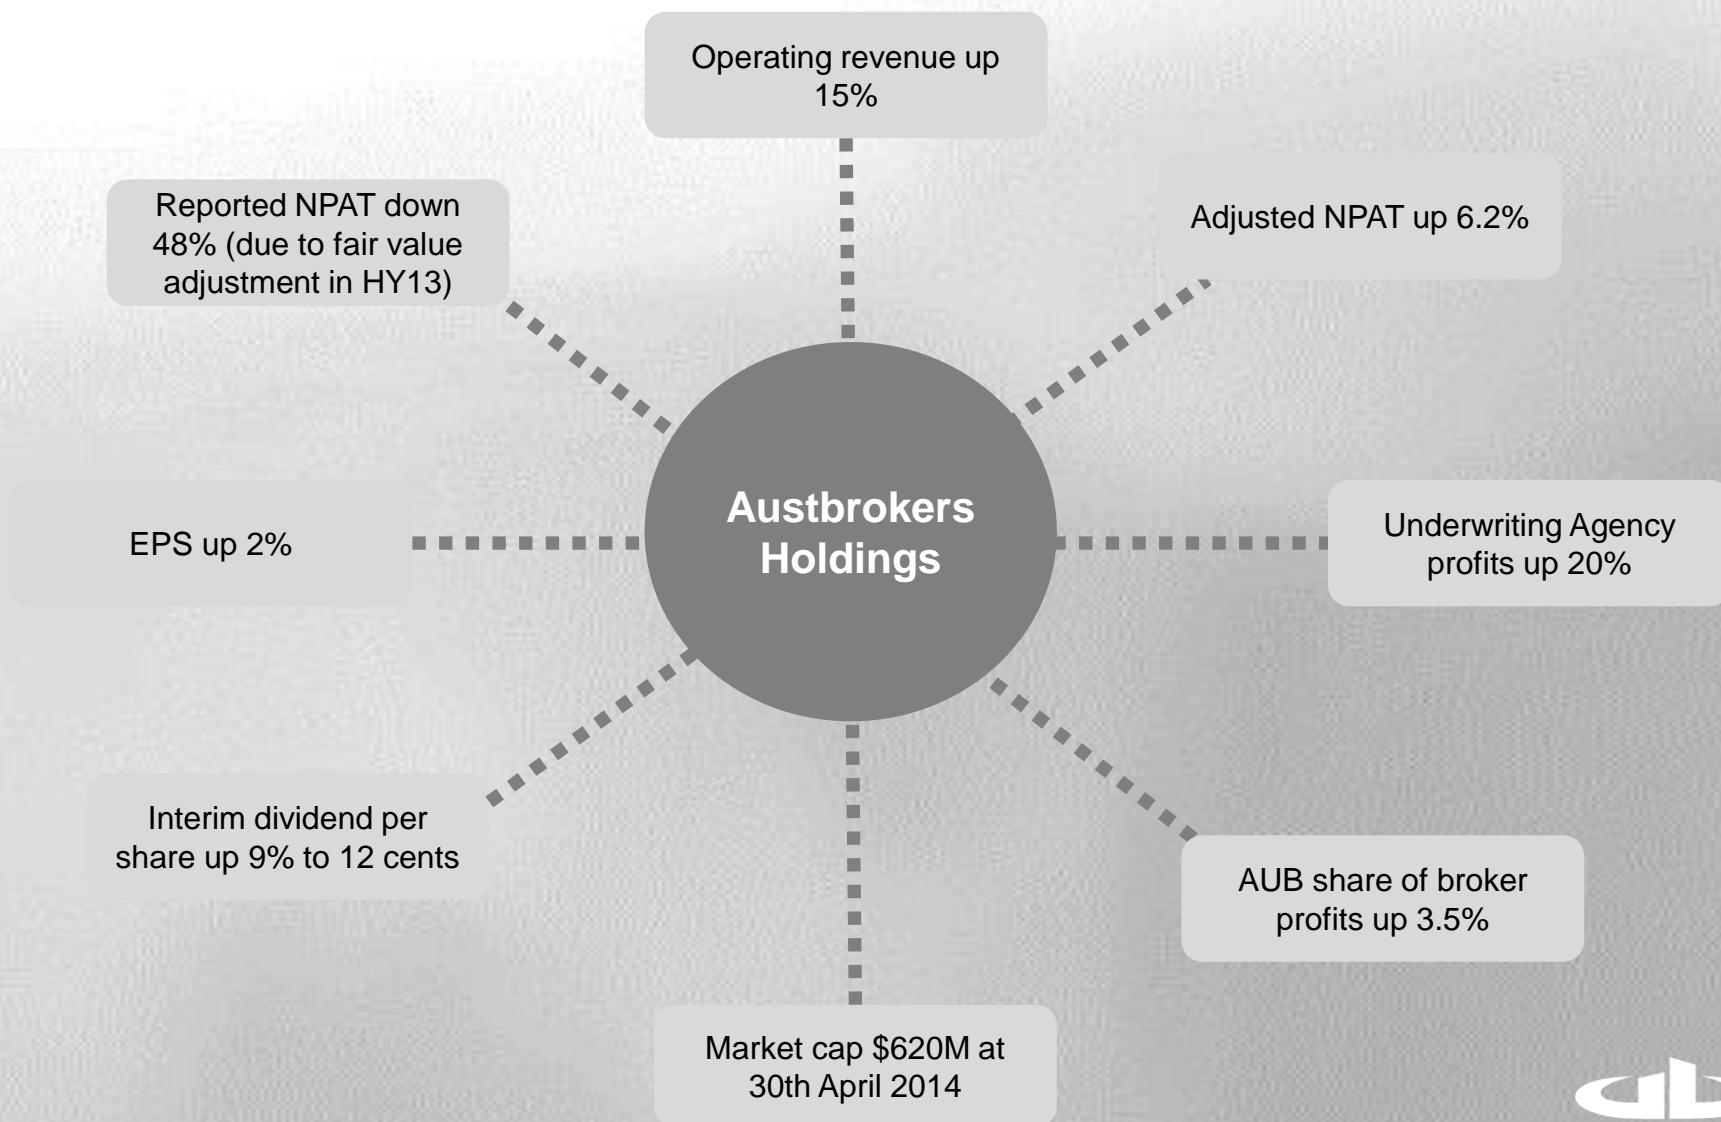 Operating revenue up
15%
Adjusted NPAT up 6.2%
Reported NPAT down
48% (due to fair value
adjustment in HY13)
Austbrokers
Holdings
EPS up 2%
Underwriting Agency
profits up 20%
Interim dividend per
share up 9% to 12 cents
AUB share of broker
profits up 3.5%
Market cap $620M at
30th April 2014